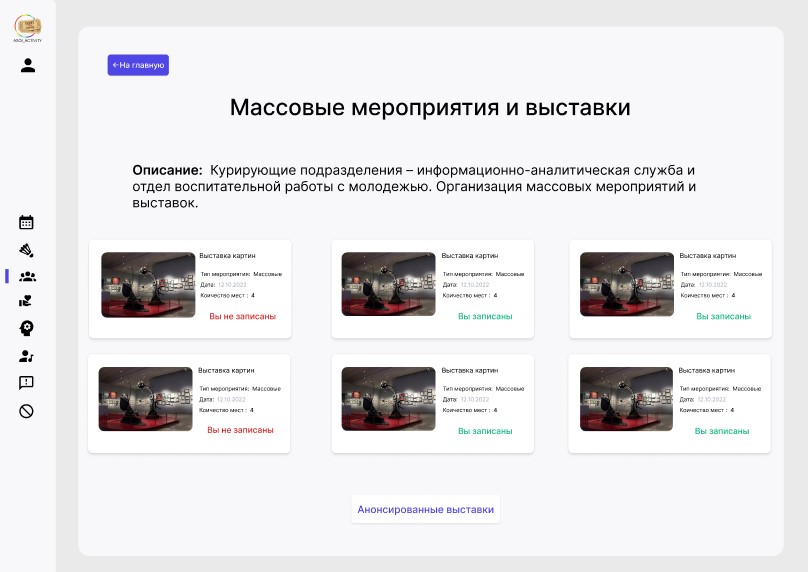 ASOI_ACTIVITY
←На главную
Массовые мероприятия и выставки
Описание: Курирующие подразделения – информационно-аналитическая служба и
отдел воспитательной работы с молодежью. Организация массовых мероприятий и
выставок.
Выставка картин
Тип мероприятия: Массовые
Дата: 12.10.2022
Коичество мест : 4
Вы не записаны
Выставка картин
Тип мероприятия: Массовые
Дата: 12.10.2022
Коичество мест : 4
Вы записаны
Выставка картин
Тип мероприятия: Массовые
Дата: 12.10.2022
Коичество мест : 4
Вы записаны
Выставка картин
Тип мероприятия: Массовые
Дата: 12.10.2022
Коичество мест : 4
Вы не записаны
Выставка картин
Тип мероприятия: Массовые
Дата: 12.10.2022
Коичество мест : 4
Вы записаны
Выставка картин
Тип мероприятия: Массовые
Дата: 12.10.2022
Коичество мест : 4
Вы записаны
Анонсированные выставки